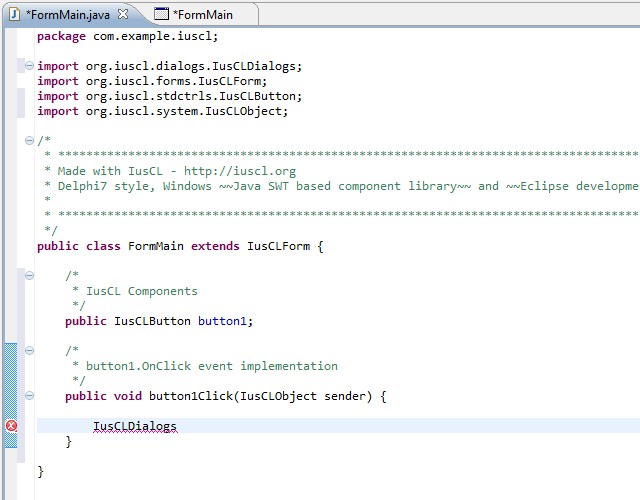 *FormMain.java *FormMain
package com.example.iuscl;
import org.iuscl.dialogs.IusCLDialogs;
import org.iuscl.forms.IusCLForm;
import org.iuscl.stdctrls.IusCLButton;
import org.iuscl.system.IusCLObject;
/*
* ***********************************************************************************
* Made with IusCL - http://iuscl.org
* Delphi7 style, Windows ~~Java SWT based component library~~ and ~~Eclipse developme
*
* ***********************************************************************************
*/
public class FormMain extends IusCLForm {
/*
* IusCL Components
*/
public IusCLButton button1;
/*
* button1.OnClick event implementation
*/
public void button1Click(IusCLObject sender) {
IusCLDialogs
}
}